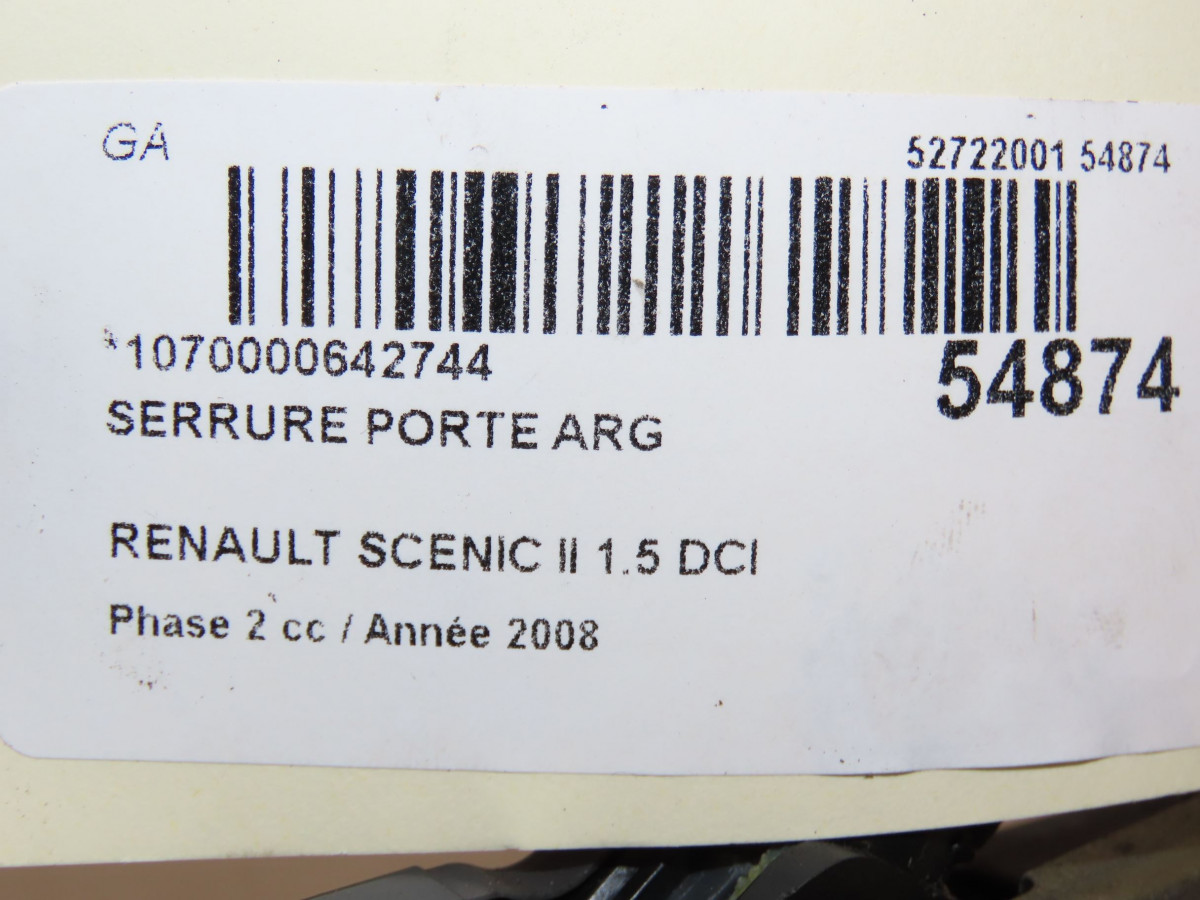 GA
52722001 54874
*1070000642744
54874
SERRURE PORTE ARG
RENAULT SCENIC II 1.5 DCI
Phase 2 cc / Année 2008